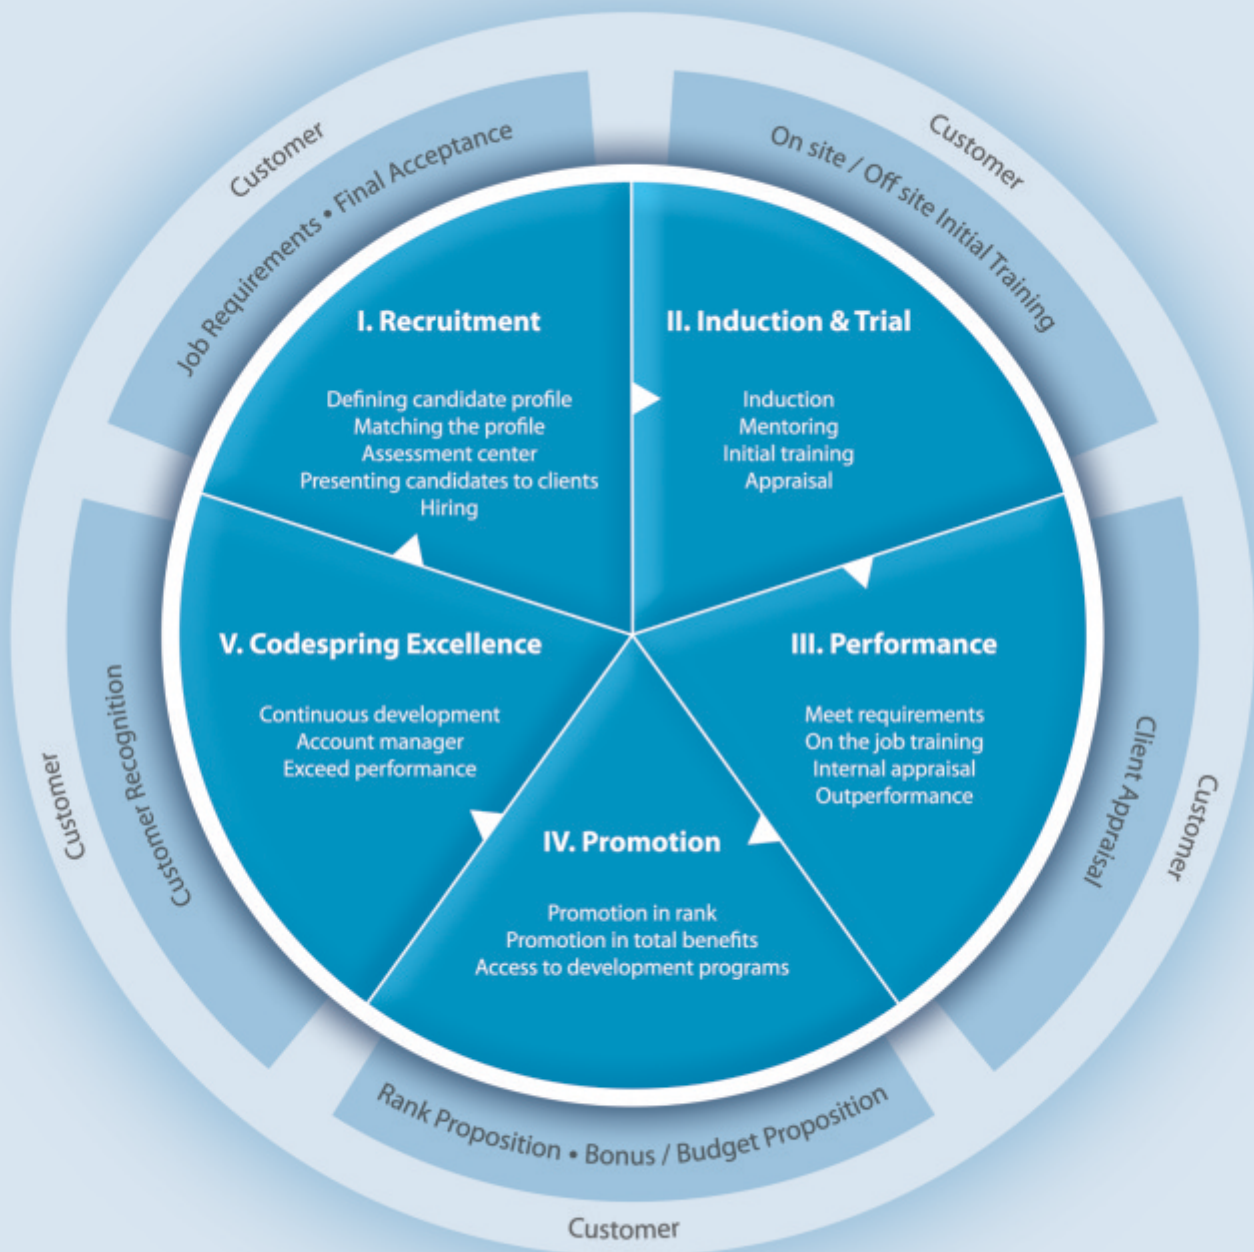 Customer
Job Requirements • Final Acceptance
Customer
On site / Off site Initial Training
I. Recruitment
Defining candidate profile
Matching the profile
Assessment center
Presenting candidates to clients
Hiring
II. Induction & Trial
Induction
Mentoring
Initial training
Appraisal
III. Performance
Meet requirements
On the job training
Internal appraisal
Outperformance
Client Appraisal
Customer
IV. Promotion
Promotion in rank
Promotion in total benefits
Access to development programs
Rank Proposition • Bonus / Budget Proposition
Customer
V. Codespring Excellence
Continuous development
Account manager
Exceed performance
Customer Recognition
Customer